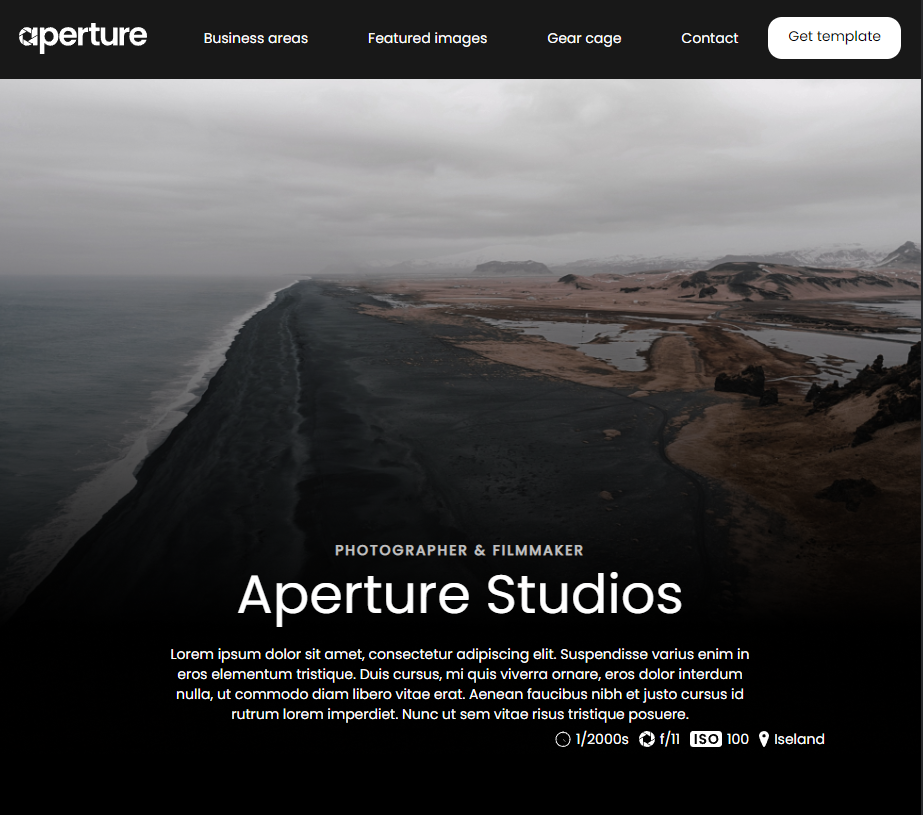 aperture
Business areas
Featured images
Gear cage
Contact
Get template
PHOTOGRAPHER & FILMMAKER
Aperture Studios
Lorem ipsum dolor sit amet, consectetur adipiscing elit. Suspendisse varius enim in
eros elementum tristique. Duis cursus, mi quis viverra ornare, eros dolor interdum
nulla, ut commodo diam libero vitae erat. Aenean faucibus nibh et justo cursus id
rutrum lorem imperdiet. Nunc ut sem vitae risus tristique posuere.
1/2000s f/11 ISO 100 Iseland